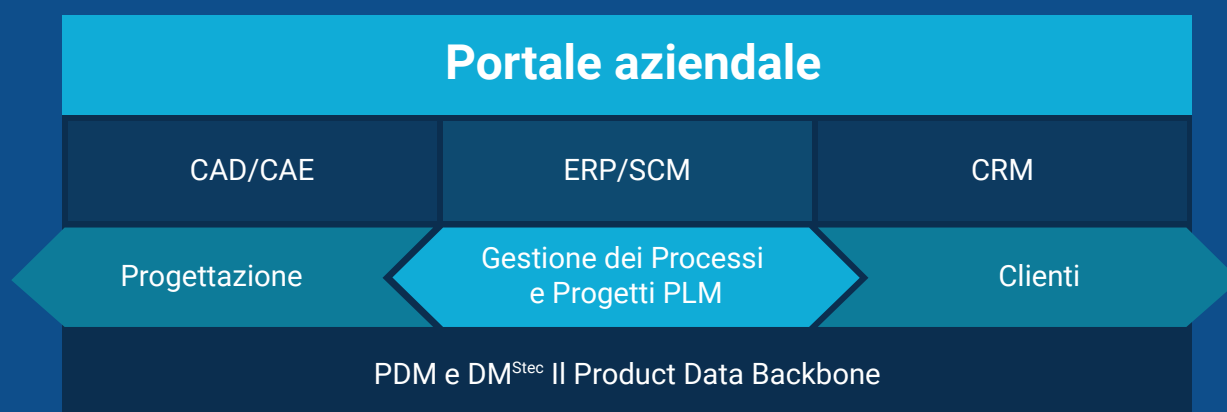 Portale aziendale
CAD/CAE
ERP/SCM
CRM
Progettazione
Gestione dei Processi
e Progetti PLM
Clienti
PDM e DMStec Il Product Data Backbone